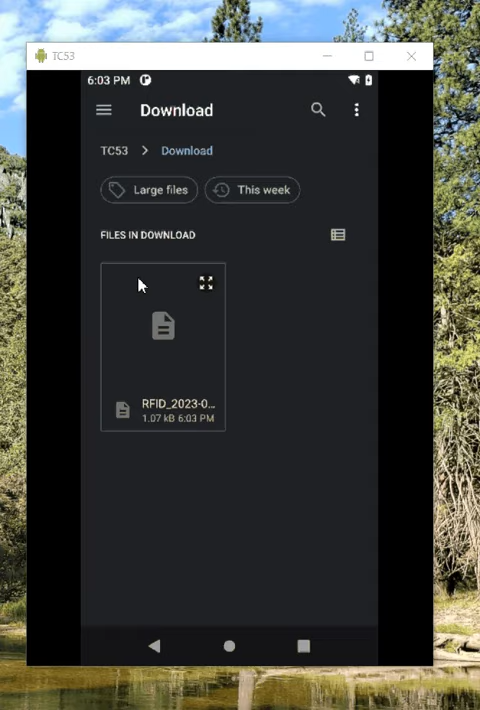 TC53
6:03 PM
Download
TC53 > Download
Large files
This week
FILES IN DOWNLOAD
RFID_2023-0...
1.07 kB 6:03 PM